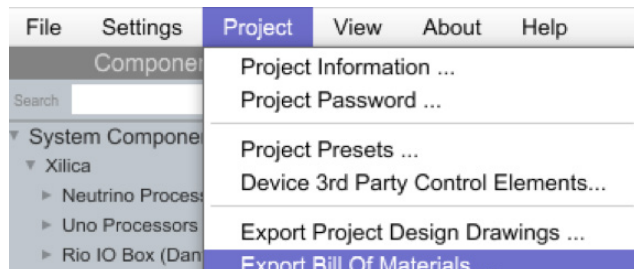 File Settings Project View About Help
Componen
Project Information ...
Project Password ...
Search
System Componen
Project Presets ...
Xilica
Device 3rd Party Control Elements...
Neutrino Process
Uno Processors
Export Project Design Drawings ...
Rio IO Box (Dan
Export Bill Of Materials